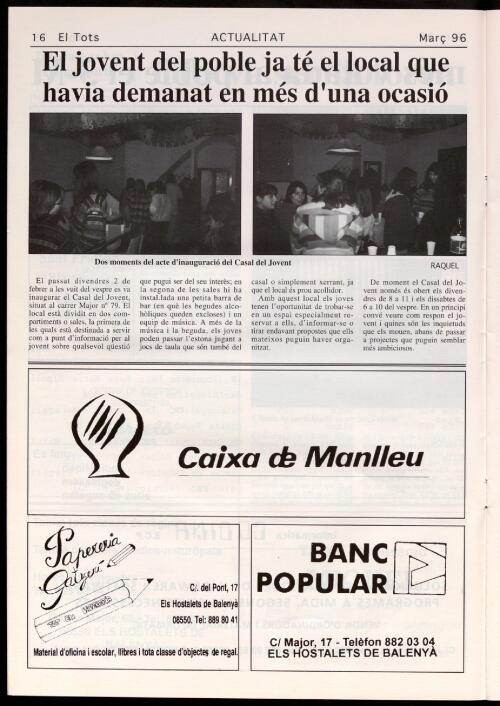 16 El Tots
ACTUALITAT
Març 96
El jovent del poble ja té el local que
havia demanat en més d'una ocasió
Dos moments del acte d'inauguració del Casal del Jovent
RAQUEL
El passat divendres 2 de
febrer a les vuit del vespre es va
inaugurar el Casal del Jovent,
situat al carrer Major nº 79. El
local está dividit en dos com-
partiments o sales, la primera de
les quals està destinada a servir
com a punt d'informació per al
jovent sobre qualsevol qüestió
que pugui ser del seu interès; en
la segona de les sales hi ha
instal.lada una petita barra de
bar (en què les begudes alco-
hòliques queden excloses) i un
equip de música. A més de la
música i la beguda, els joves
poden passar l'estona jugant a
jocs de taula que són també del
casal o simplement xerrant, ja
que el local és prou acollidor.
Amb aquest local els joves
tenen l'oportunitat de trobar-se
en un espai especialment re-
servat a ells, d'informar-se o
tirar endavant propostes que ells
mateixos puguin haver orga-
nitzat.
De moment el Casal del Jo-
vent només és obert els diven-
dres de 8 a 11 i els dissabtes de
6 a 10 del vespre. En un principi
convé veure com respon el jo-
vent i quines són les inquietuds
que els mouen, abans de passar
a projectes que puguin semblar
més ambiciosos.
Caixa de Manlleu
Papereria
C/. del Pont, 17
Els Hostalets de Balenyà
08550. Tel: 889 80 41
Material d'oficina i escolar, llibres i tota classe d'objectes de regal.
BANC
POPULAR
C/ Major, 17 - Telèfon 882 03 04
ELS HOSTALETS DE BALENYÀ